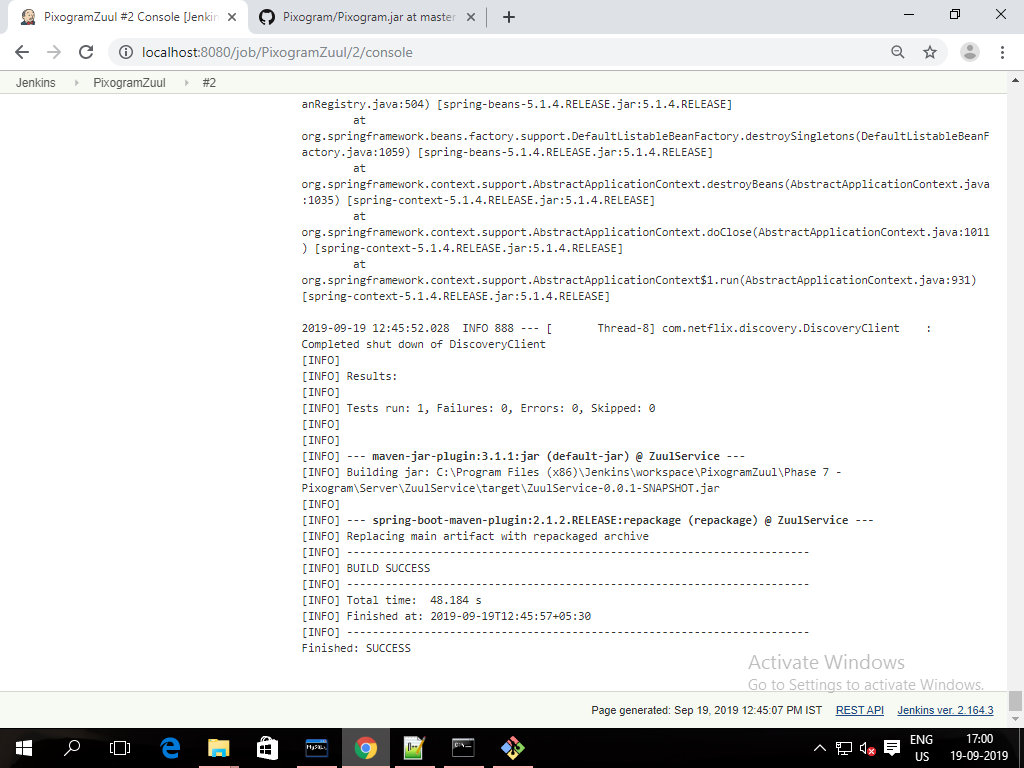 PixogramZuul #2 Console [Jenkin
Pixogram/Pixogram.jar at master
localhost:8080/job/PixogramZuul/2/console
Jenkins
PixogramZuul
#2
anRegistry.java:504) [spring-beans-5.1.4.RELEASE.jar:5.1.4.RELEASE]
at
org.springframework.beans.factory.support.DefaultListableBeanFactory.destroySingletons(DefaultListableBeanF
actory.java:1059) [spring-beans-5.1.4.RELEASE.jar:5.1.4.RELEASE]
at
org.springframework.context.support.AbstractApplicationContext.destroyBeans(AbstractApplicationContext.java
:1035) [spring-context-5.1.4.RELEASE.jar:5.1.4.RELEASE]
at
org.springframework.context.support.AbstractApplicationContext.doClose(AbstractApplicationContext.java:1011
) [spring-context-5.1.4.RELEASE.jar:5.1.4.RELEASE]
at
org.springframework.context.support.AbstractApplicationContext$1.run(AbstractApplicationContext.java:931)
[spring-context-5.1.4.RELEASE.jar:5.1.4.RELEASE]
2019-09-19 12:45:52.028  INFO 888 --- [       Thread-8] com.netflix.discovery.DiscoveryClient    :
Completed shut down of DiscoveryClient
[INFO]
[INFO] Results:
[INFO]
[INFO] Tests run: 1, Failures: 0, Errors: 0, Skipped: 0
[INFO]
[INFO]
[INFO] --- maven-jar-plugin:3.1.1:jar (default-jar) @ ZuulService ---
[INFO] Building jar: C:\Program Files (x86)\Jenkins\workspace\PixogramZuul\Phase 7 -
Pixogram\Server\ZuulService\target\ZuulService-0.0.1-SNAPSHOT.jar
[INFO]
[INFO] --- spring-boot-maven-plugin:2.1.2.RELEASE:repackage (repackage) @ ZuulService ---
[INFO] Replacing main artifact with repackaged archive
[INFO] ------------------------------------------------------------------------
[INFO] BUILD SUCCESS
[INFO] ------------------------------------------------------------------------
[INFO] Total time:  48.184 s
[INFO] Finished at: 2019-09-19T12:45:57+05:30
[INFO] ------------------------------------------------------------------------
Finished: SUCCESS
Activate Windows
Go to Settings to activate Windows.
Page generated: Sep 19, 2019 12:45:07 PM IST
REST API
Jenkins ver. 2.164.3
MySQL
ENG
US
17:00
19-09-2019